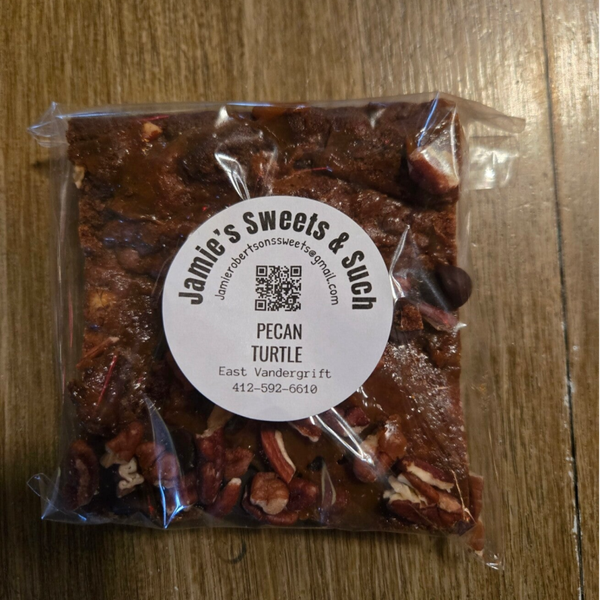 Jamie's Sweets & Such
Jamierobertsonssweets@gmail.com
PECAN
TURTLE
East Vandergrift
412-592-6610